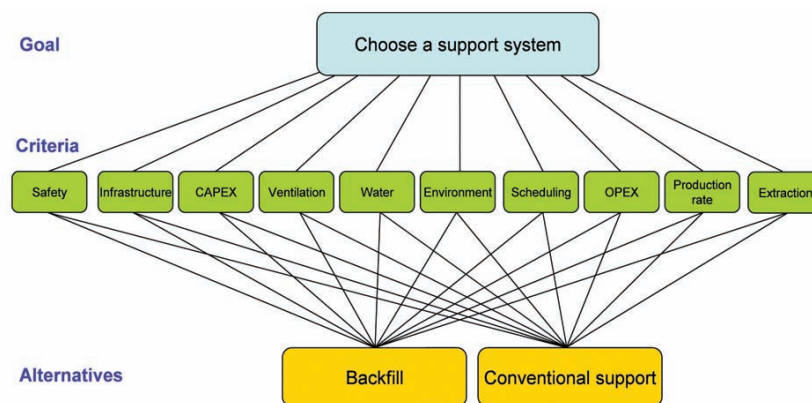 Goal
Choose a support system
Criteria
Safety
Infrastructure
CAPEX
Ventilation
Water
Environment
Scheduling
OPEX
Production
rate
Extraction
Alternatives
Backfill
Conventional support